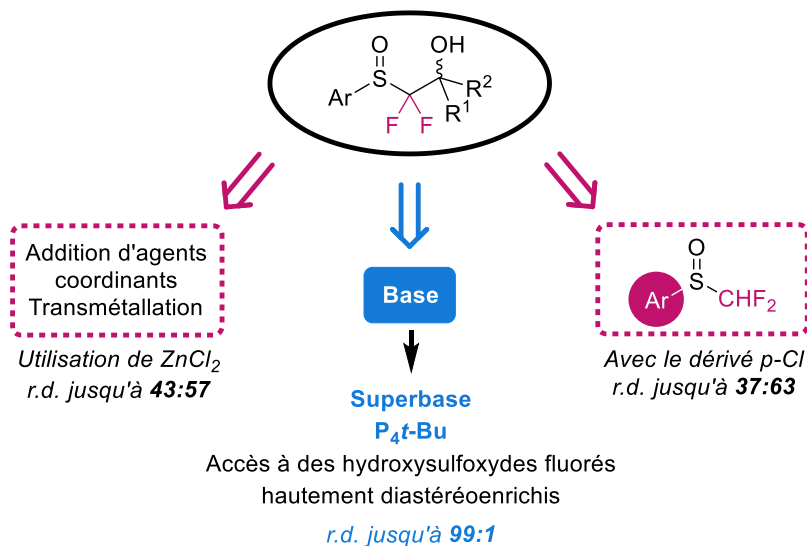 O
OH
S
Ar
R²
R¹
F F
Addition d'agents
coordinants
Transmétallation
Utilisation de ZnCl₂
r.d. jusqu'à 43:57
Base
Superbase
P₄t-Bu
Accès à des hydroxysulfoxydes fluorés
hautement diastéréoenrichis
r.d. jusqu'à 99:1
O
S
Ar
CHF₂
Avec le dérivé p-Cl
r.d. jusqu'à 37:63